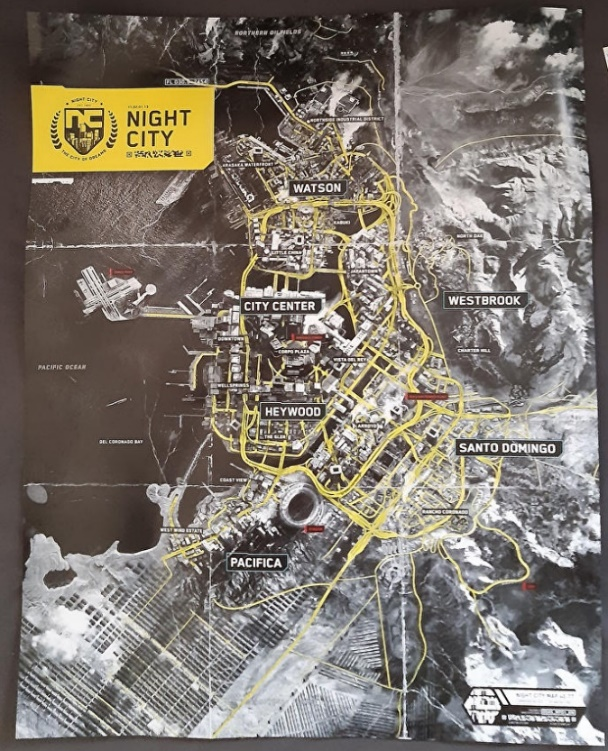 NORTHERN OILFIELDS
NIGHT CITY
NC
THE CITY OF DREAMS
NIGHT
CITY
NORTHSIDE INDUSTRIAL DISTRICT
ARASAKA WATERFRONT
WATSON
KABUKI
LITTLE CHINA
NORTH OAK
JAPANTOWN
WESTBROOK
CITY CENTER
DOWNTOWN
CORPO PLAZA
CHARTER HILL
VISTA DEL REY
PACIFIC OCEAN
WELLSPRINGS
HEYWOOD
THE GLEN
ARROYO
DEL CORONADO BAY
SANTO DOMINGO
COAST VIEW
RANCHO CORONADO
WEST WIND ESTATE
PACIFICA